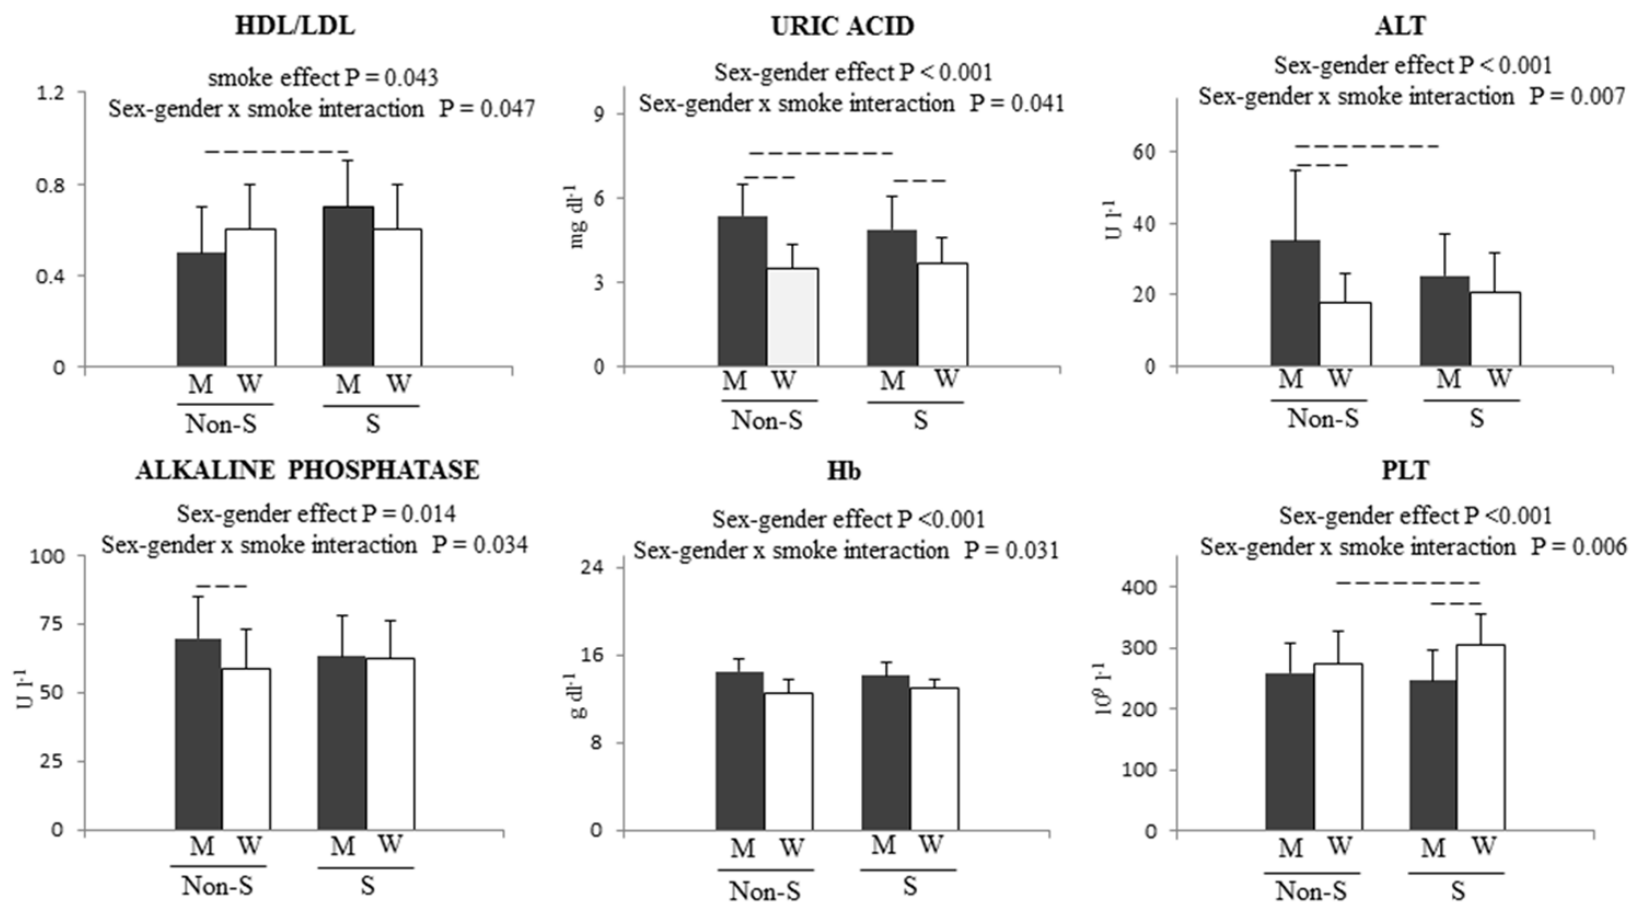 HDL/LDL
smoke effect P = 0.043
Sex-gender x smoke interaction P = 0.047
1.2
0.8
0.4
0
M W M W
Non-S S
URIC ACID
Sex-gender effect P < 0.001
Sex-gender x smoke interaction P = 0.041
mg dl-1
9
6
3
0
M W M W
Non-S S
ALT
Sex-gender effect P < 0.001
Sex-gender x smoke interaction P = 0.007
U l-1
60
40
20
0
M W M W
Non-S S
ALKALINE PHOSPHATASE
Sex-gender effect P = 0.014
Sex-gender x smoke interaction P = 0.034
U l-1
100
75
50
25
0
M W M W
Non-S S
Hb
Sex-gender effect P <0.001
Sex-gender x smoke interaction P = 0.031
g dl-1
24
16
8
0
M W M W
Non-S S
PLT
Sex-gender effect P <0.001
Sex-gender x smoke interaction P = 0.006
10⁹ l-1
400
300
200
100
0
M W M W
Non-S S